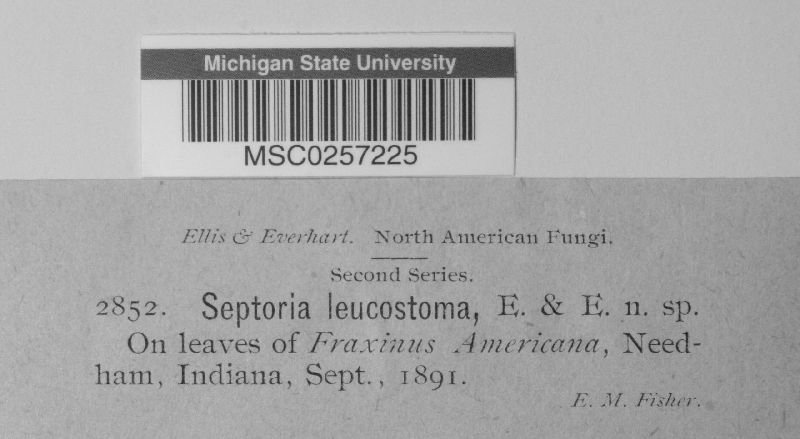 Michigan State University
MSC0257225
Ellis & Everhart. North American Fungi.
Second Series.
2852. Septoria leucostoma, E. & E. n. sp.
On leaves of Fraxinus Americana, Need-
ham, Indiana, Sept., 1891.
E. M. Fisher.